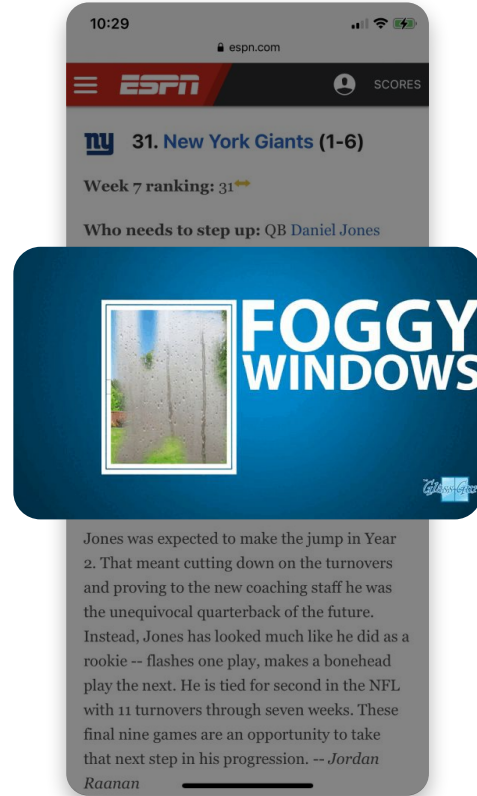 10:29
espn.com
ESPN
SCORES
ny 31. New York Giants (1-6)
Week 7 ranking: 31
Who needs to step up: QB Daniel Jones
FOGGY
WINDOWS
Jones was expected to make the jump in Year
2. That meant cutting down on the turnovers
and proving to the new coaching staff he was
the unequivocal quarterback of the future.
Instead, Jones has looked much like he did as a
rookie -- flashes one play, makes a bonehead
play the next. He is tied for second in the NFL
with 11 turnovers through seven weeks. These
final nine games are an opportunity to take
that next step in his progression. -- Jordan
Raanan